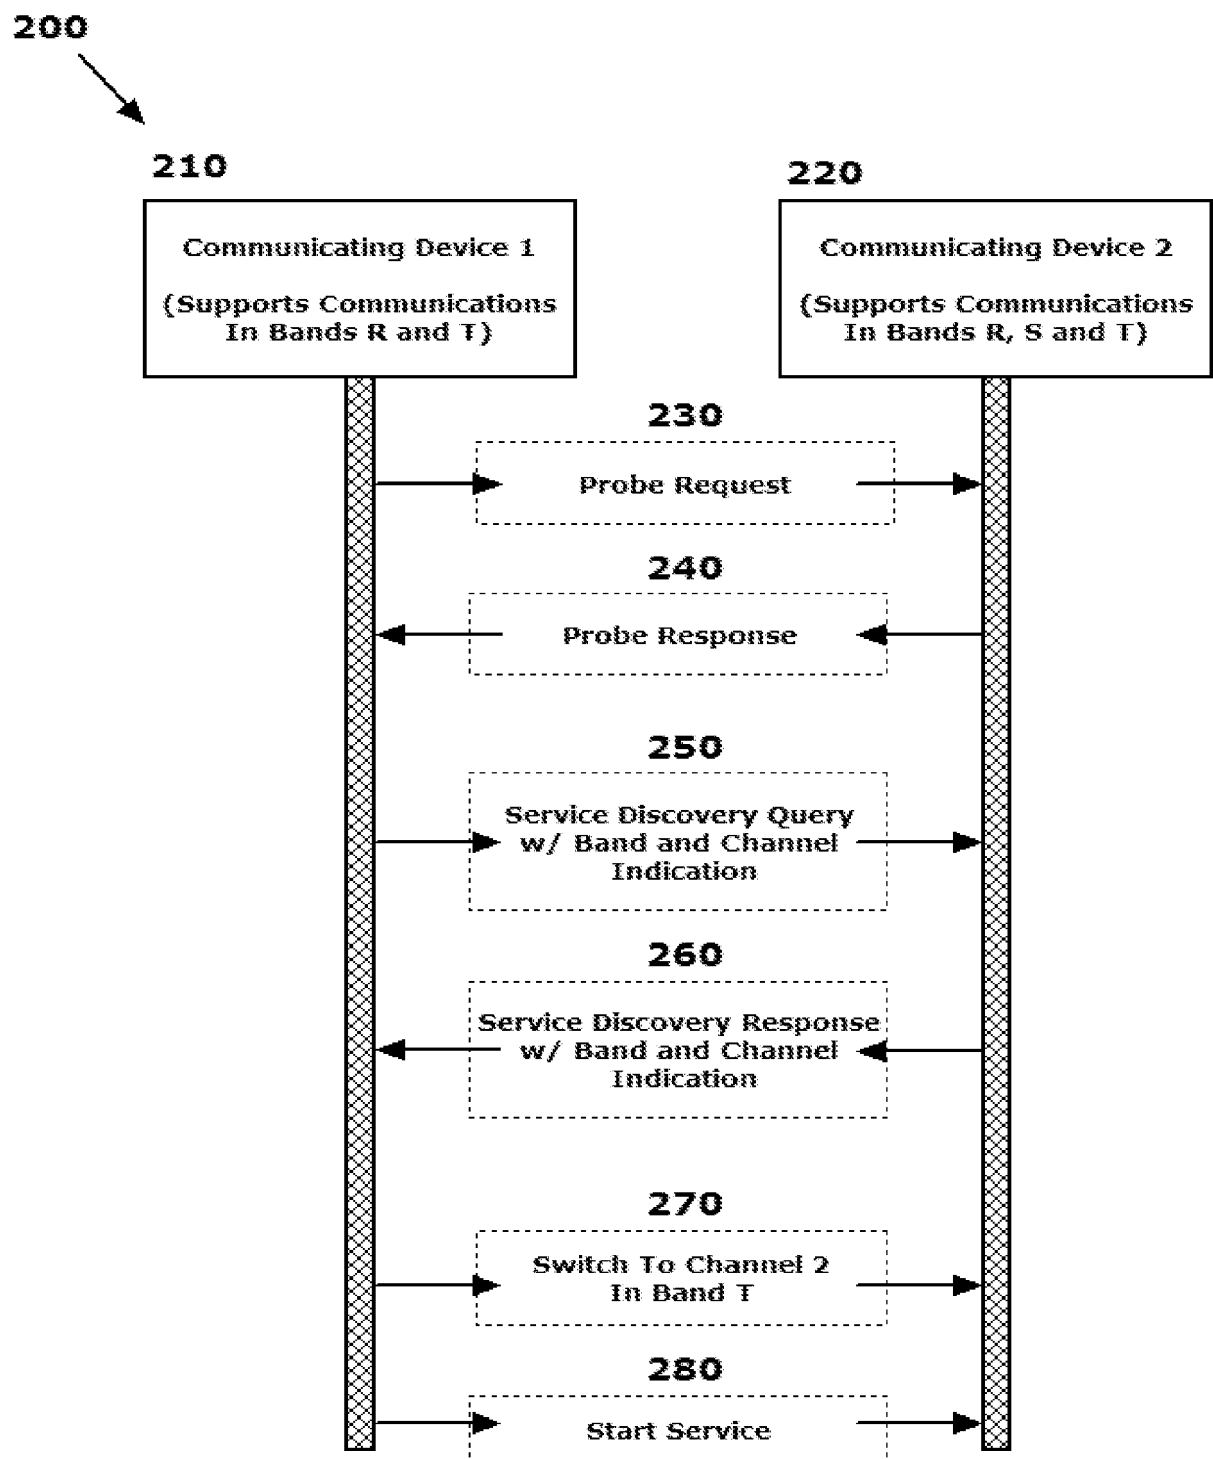 200
210
220
Communicating Device 1
(Supports Communications
In Bands R and T)
Communicating Device 2
(Supports Communications
In Bands R, S and T)
230
Probe Request
240
Probe Response
250
Service Discovery Query
w/ Band and Channel
Indication
260
Service Discovery Response
w/ Band and Channel
Indication
270
Switch To Channel 2
In Band T
280
Start Service